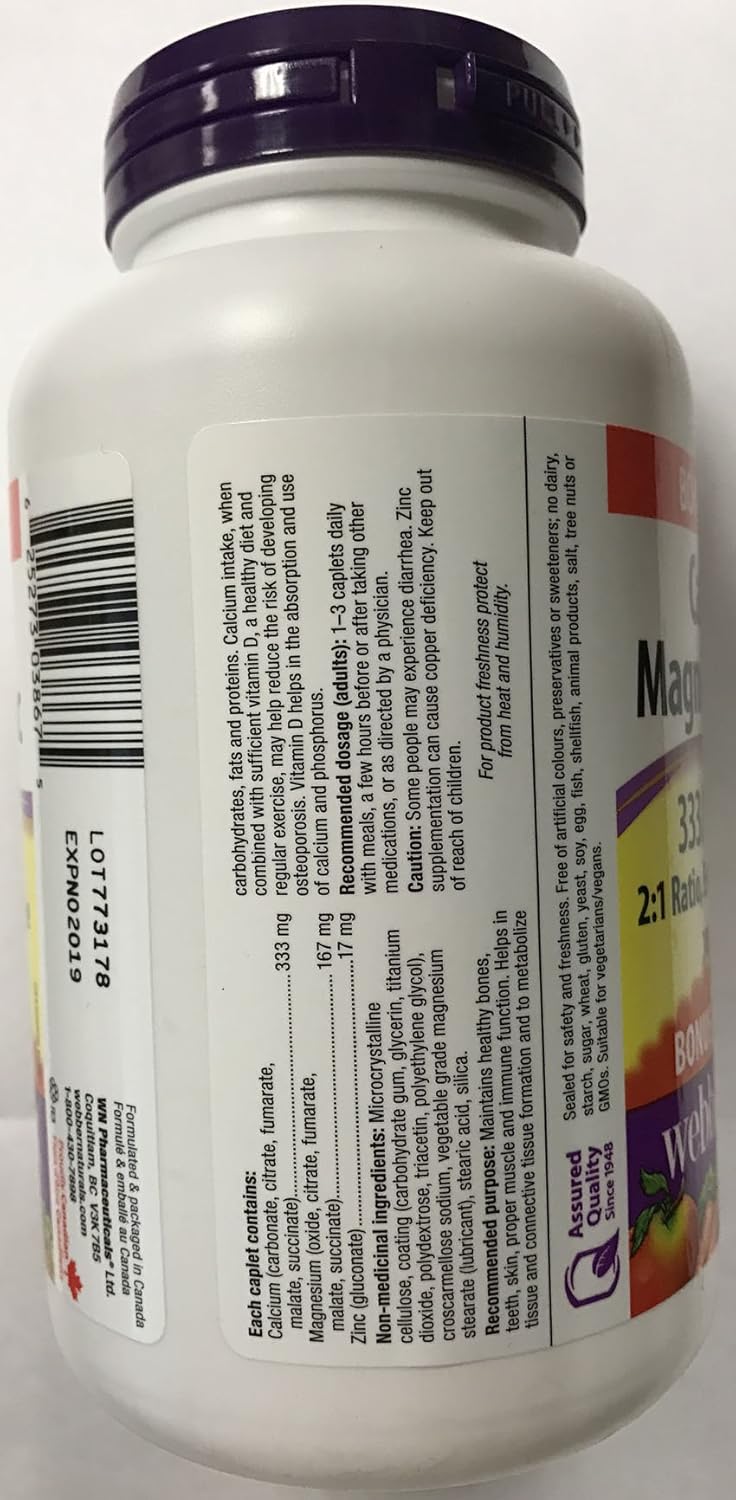 PULL
6 25273 03867 5
LOT773178
EXPNO2019
Formulated & packaged in Canada
Formulé & emballé au Canada
WN Pharmaceuticals® Ltd.
Coquitlam, BC V3K 7B5
webbernaturals.com
Proudly Canadian
Each caplet contains:
Calcium (carbonate, citrate, fumarate,
malate, succinate).......................................333 mg
Magnesium (oxide, citrate, fumarate,
malate, succinate).......................................167 mg
Zinc (gluconate)...........................................17 mg
Non-medicinal ingredients: Microcrystalline
cellulose, coating (carbohydrate gum, glycerin, titanium
dioxide, polydextrose, triacetin, polyethylene glycol),
croscarmellose sodium, vegetable grade magnesium
stearate (lubricant), stearic acid, silica.
Recommended purpose: Maintains healthy bones,
teeth, skin, proper muscle and immune function. Helps in
tissue and connective tissue formation and to metabolize
carbohydrates, fats and proteins. Calcium intake, when
combined with sufficient vitamin D, a healthy diet and
regular exercise, may help reduce the risk of developing
osteoporosis. Vitamin D helps in the absorption and use
of calcium and phosphorus.
Recommended dosage (adults): 1–3 caplets daily
with meals, a few hours before or after taking other
medications, or as directed by a physician.
Caution: Some people may experience diarrhea. Zinc
supplementation can cause copper deficiency. Keep out
of reach of children.
For product freshness protect
from heat and humidity.
Assured
Quality
Since 1948
Sealed for safety and freshness. Free of artificial colours, preservatives or sweeteners; no dairy,
starch, sugar, wheat, gluten, yeast, soy, egg, fish, shellfish, animal products, salt, tree nuts or
GMOs. Suitable for vegetarians/vegans.
Mag
333
2:1 Ratio,
BONU
web